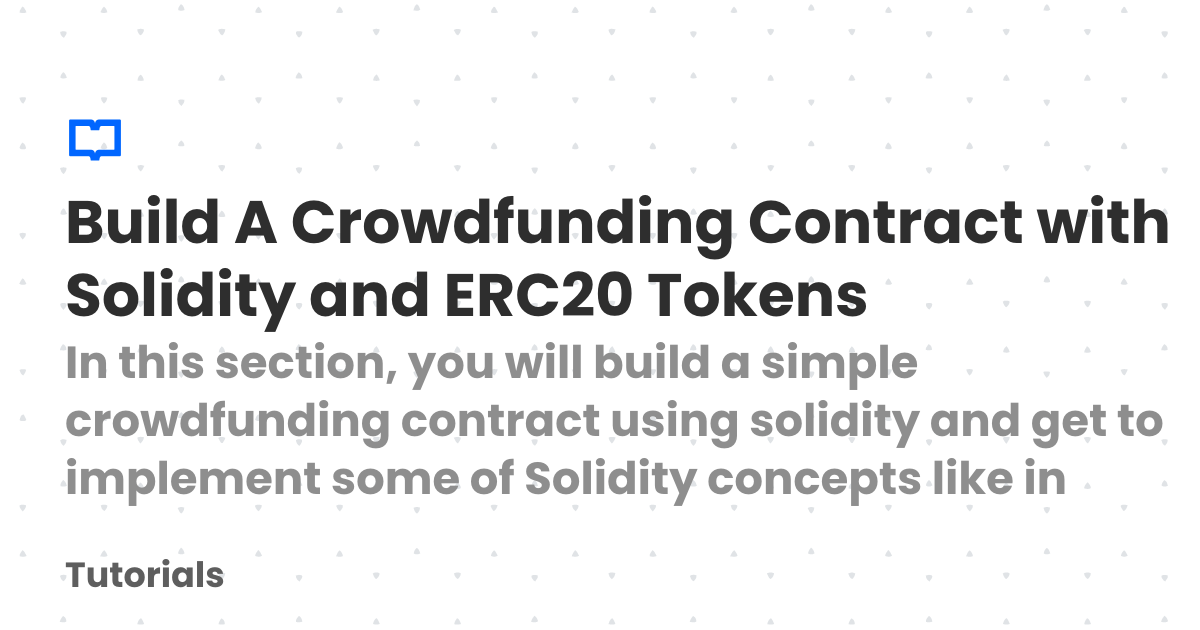 Build A Crowdfunding Contract with
Solidity and ERC20 Tokens
In this section, you will build a simple
crowdfunding contract using solidity and get to
implement some of Solidity concepts like in
Tutorials